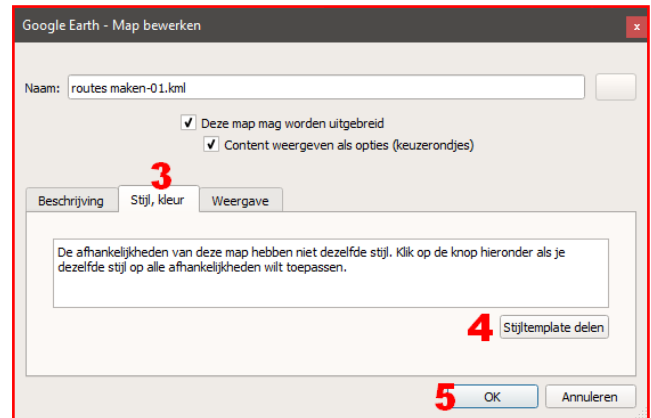 Google Earth - Map bewerken
x
Naam: routes maken-01.kml
Deze map mag worden uitgebreid
Content weergeven als opties (keuzerondjes)
3
Beschrijving Stijl, kleur Weergave
De afhankelijkheden van deze map hebben niet dezelfde stijl. Klik op de knop hieronder als je
dezelfde stijl op alle afhankelijkheden wilt toepassen.
4 Stijltemplate delen
5 OK Annuleren